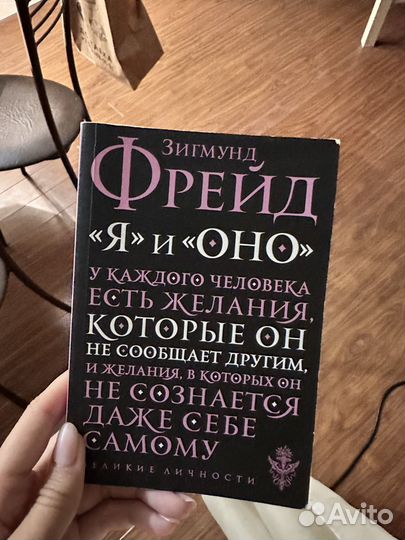 Зигмунд
Фрейд
«Я» и «ОНО»
У каждого человека
есть желания,
которые он
не сообщает другим,
и желания, в которых он
не сознается
даже себе
самому
великие личности
Avito